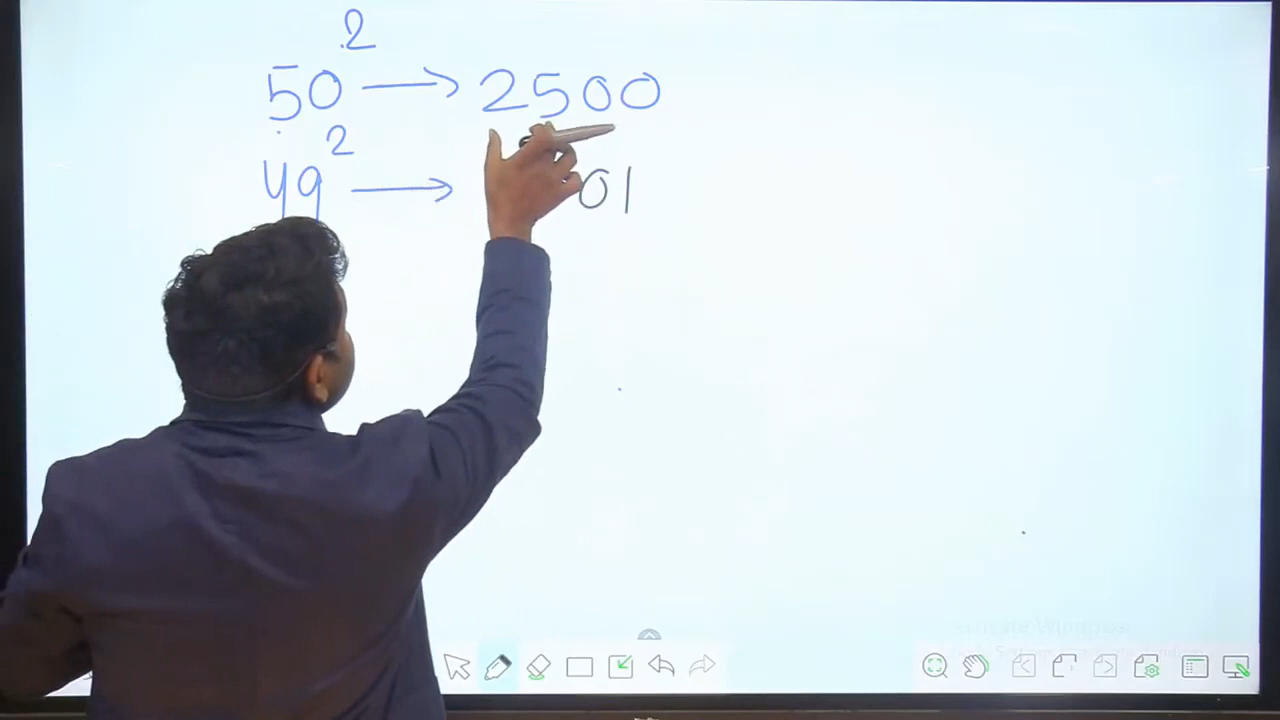 50² → 2500
49² → 01